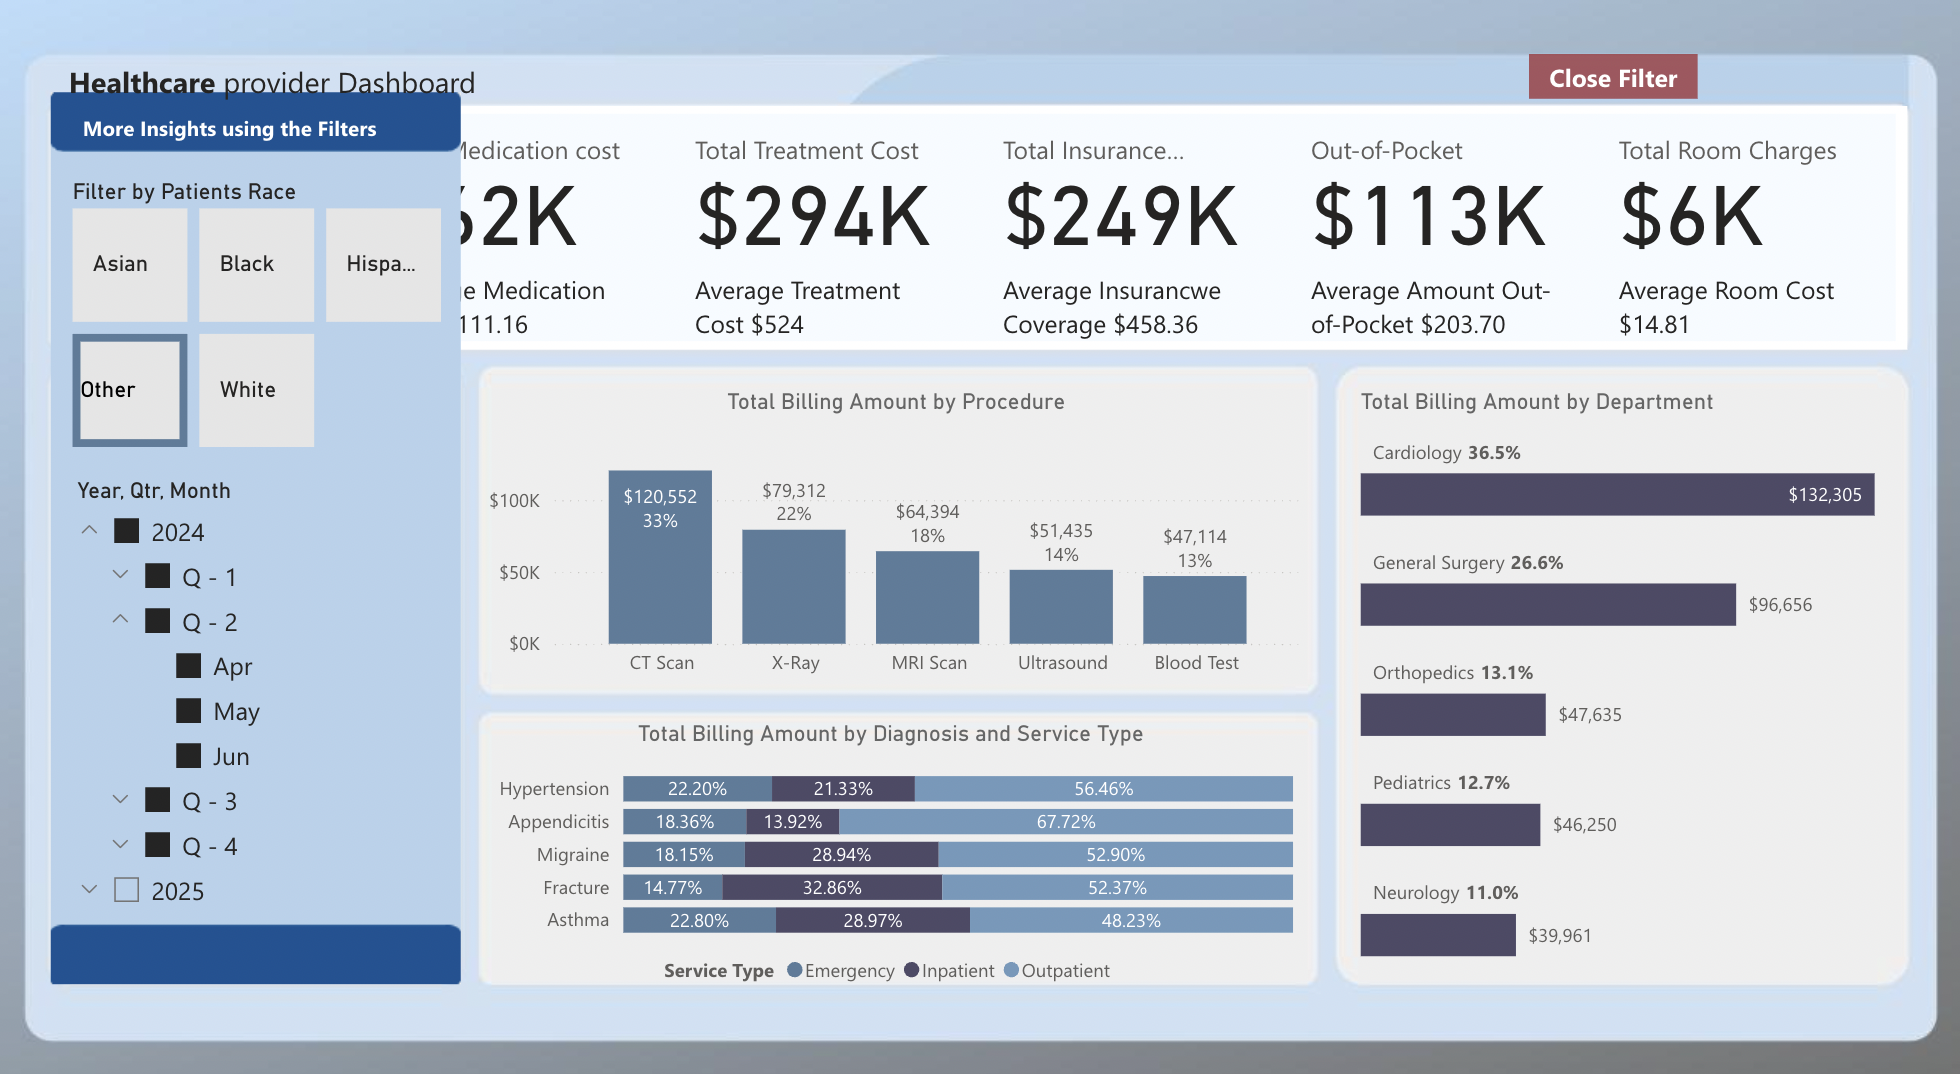 Healthcare provider Dashboard
Close Filter
More Insights using the Filters
Filter by Patients Race
Asian
Black
Hispa...
Other
White
Year, Qtr, Month
2024
Q - 1
Q - 2
Apr
May
Jun
Q - 3
Q - 4
2025
Medication cost
2K
Medication
111.16
Total Treatment Cost
$294K
Average Treatment
Cost $524
Total Insurance...
$249K
Average Insurancwe
Coverage $458.36
Out-of-Pocket
$113K
Average Amount Out-
of-Pocket $203.70
Total Room Charges
$6K
Average Room Cost
$14.81
Total Billing Amount by Procedure
$100K
$50K
$0K
$120,552
33%
$79,312
22%
$64,394
18%
$51,435
14%
$47,114
13%
CT Scan
X-Ray
MRI Scan
Ultrasound
Blood Test
Total Billing Amount by Diagnosis and Service Type
Hypertension 22.20% 21.33% 56.46%
Appendicitis 18.36% 13.92% 67.72%
Migraine 18.15% 28.94% 52.90%
Fracture 14.77% 32.86% 52.37%
Asthma 22.80% 28.97% 48.23%
Service Type Emergency Inpatient Outpatient
Total Billing Amount by Department
Cardiology 36.5%
$132,305
General Surgery 26.6%
$96,656
Orthopedics 13.1%
$47,635
Pediatrics 12.7%
$46,250
Neurology 11.0%
$39,961